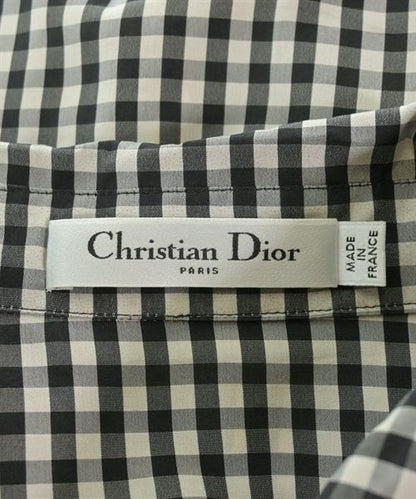 Christian Dior
PARIS
MADE
IN
FRANCE